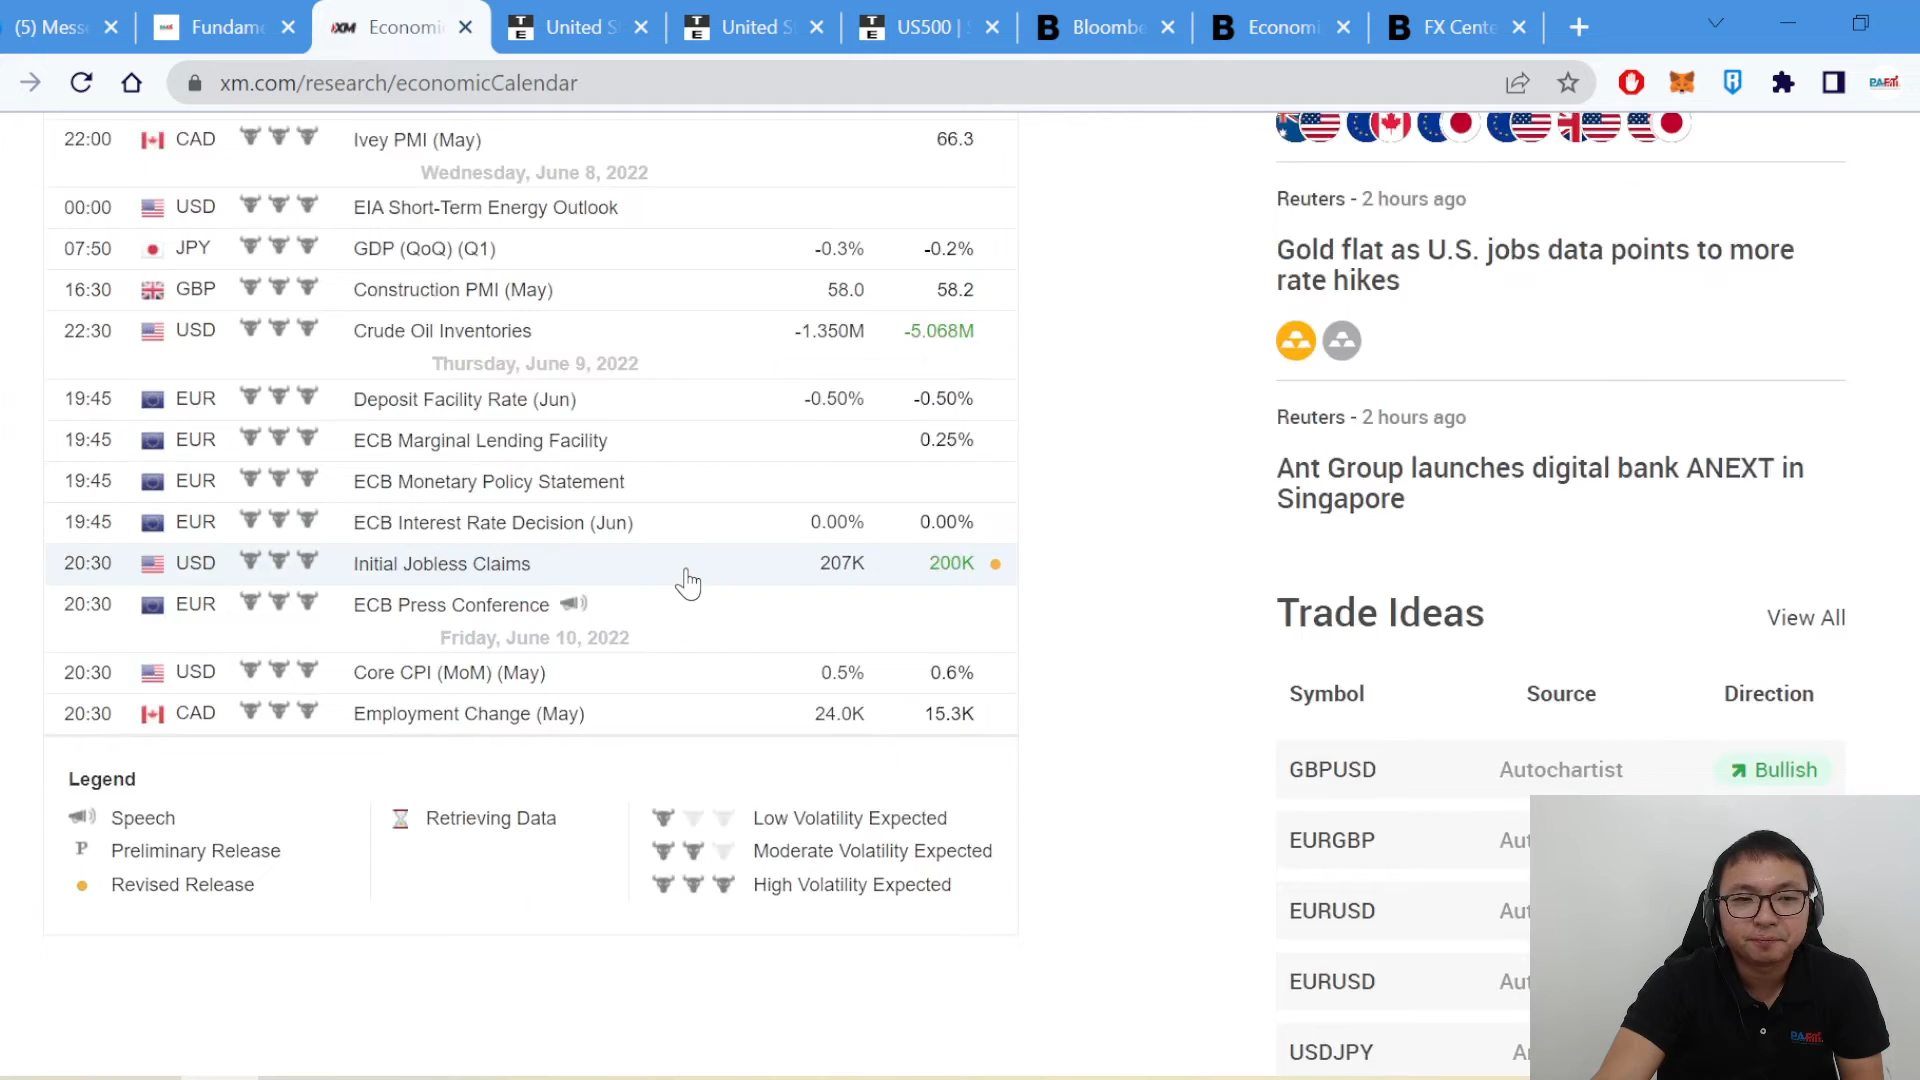 (5) Mess
Fundam
XM Economi
TE United S
TE United S
TE US500 | S
B Bloombe
B Economi
B FX Cente
xm.com/research/economicCalendar
PAFM
22:00 CAD Ivey PMI (May) 66.3
Wednesday, June 8, 2022
00:00 USD EIA Short-Term Energy Outlook
07:50 JPY GDP (QoQ) (Q1) -0.3% -0.2%
16:30 GBP Construction PMI (May) 58.0 58.2
22:30 USD Crude Oil Inventories -1.350M -5.068M
Thursday, June 9, 2022
19:45 EUR Deposit Facility Rate (Jun) -0.50% -0.50%
19:45 EUR ECB Marginal Lending Facility 0.25%
19:45 EUR ECB Monetary Policy Statement
19:45 EUR ECB Interest Rate Decision (Jun) 0.00% 0.00%
20:30 USD Initial Jobless Claims 207K 200K
20:30 EUR ECB Press Conference
Friday, June 10, 2022
20:30 USD Core CPI (MoM) (May) 0.5% 0.6%
20:30 CAD Employment Change (May) 24.0K 15.3K
Legend
Speech
P Preliminary Release
Revised Release
Retrieving Data
Low Volatility Expected
Moderate Volatility Expected
High Volatility Expected
Reuters - 2 hours ago
Gold flat as U.S. jobs data points to more
rate hikes
Reuters - 2 hours ago
Ant Group launches digital bank ANEXT in
Singapore
Trade Ideas View All
Symbol Source Direction
GBPUSD Autochartist Bullish
EURGBP Aut
EURUSD Aut
EURUSD Aut
USDJPY A